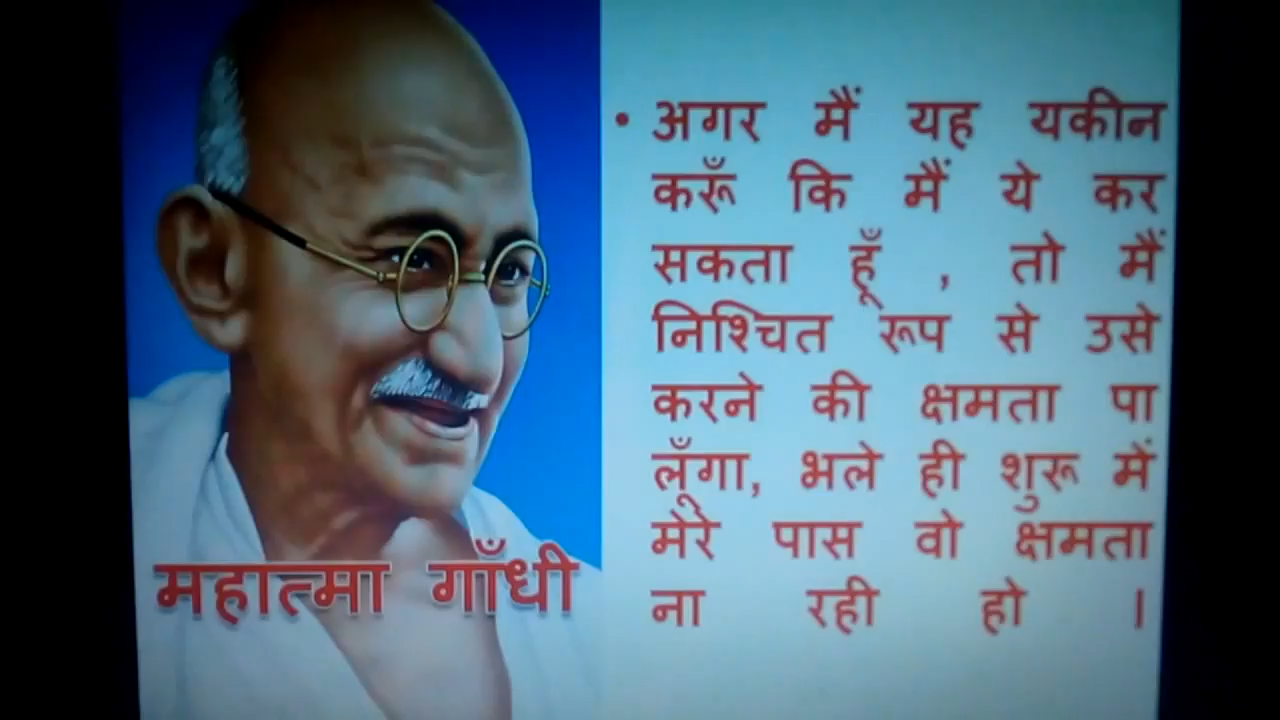 • अगर मैं यह यकीन
करूँ कि मैं ये कर
सकता हूँ , तो मैं
निश्चित रूप से उसे
करने की क्षमता पा
लूँगा, भले ही शुरू में
मेरे पास वो क्षमता
ना रही हो ।
महात्मा गाँधी